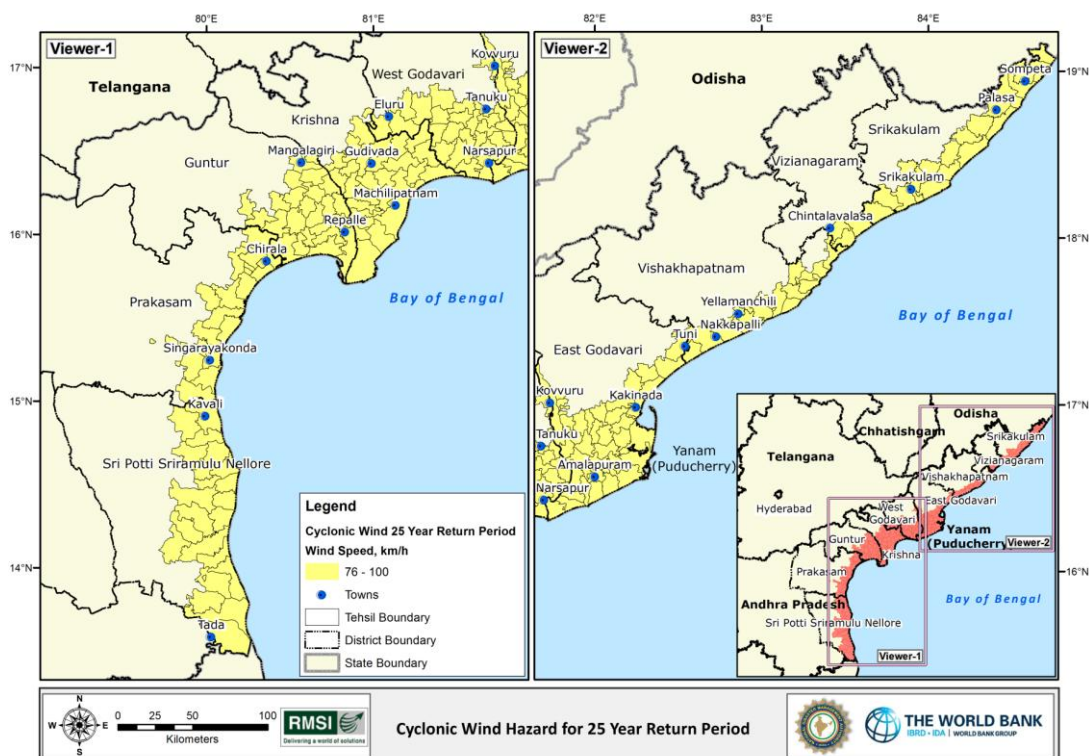 80°E
81°E
82°E
83°E
84°E
Viewer-1
Kovvuru
17°N
West Godavari
Telangana
Tanuku
Eluru
Krishna
Mangalagiri
Gudivada
Narsapur
Guntur
Machilipatnam
Repalle
16°N
Chirala
Bay of Bengal
Prakasam
Singarayakonda
15°N
Kavali
Sri Potti Sriramulu Nellore
14°N
Tada
Legend
Cyclonic Wind 25 Year Return Period
Wind Speed, km/h
76 - 100
Towns
Tehsil Boundary
District Boundary
State Boundary
Viewer-2
Odisha
Sompeta
19°N
Palasa
Srikakulam
Vizianagaram
Srikakulam
Chintalavalasa
18°N
Vishakhapatnam
Yellamanchili
Nakkapalli
Tuni
Bay of Bengal
East Godavari
Kovvuru
Kakinada
17°N
Tanuku
Yanam
(Puducherry)
Amalapuram
Narsapur
16°N
Odisha
Chhatishgarh
Srikakulam
Telangana
Vizianagaram
Vishakhapatnam
Hyderabad
East Godavari
West
Godavari
Yanam
(Puducherry)
Guntur
Viewer-2
Krishna
Prakasam
Andhra Pradesh
Bay of Bengal
Sri Potti Sriramulu Nellore
Viewer-1
N
W E
S
0 25 50 100
Kilometers
RMSI
Delivering a world of solutions
Cyclonic Wind Hazard for 25 Year Return Period
THE WORLD BANK
IBRD • IDA | WORLD BANK GROUP